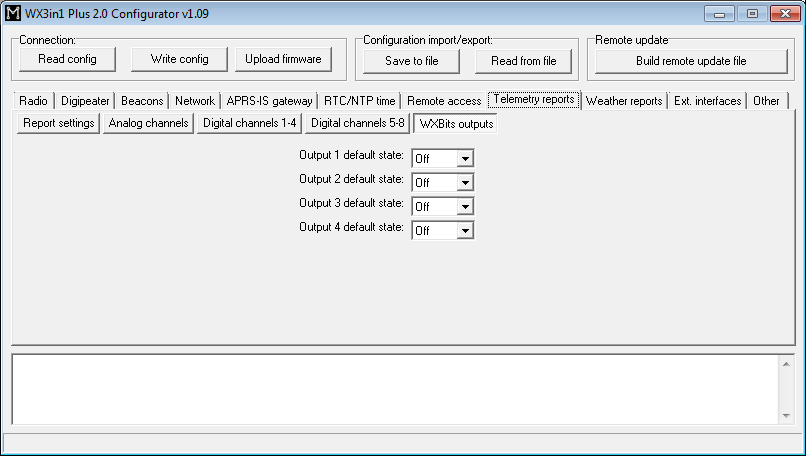 WX3in1 Plus 2.0 Configurator v1.09
Connection:
Read config
Write config
Upload firmware
Configuration import/export:
Save to file
Read from file
Remote update
Build remote update file
Radio
Digipeater
Beacons
Network
APRS-IS gateway
RTC/NTP time
Remote access
Telemetry reports
Weather reports
Ext. interfaces
Other
Report settings
Analog channels
Digital channels 1-4
Digital channels 5-8
WXBits outputs
Output 1 default state: Off
Output 2 default state: Off
Output 3 default state: Off
Output 4 default state: Off